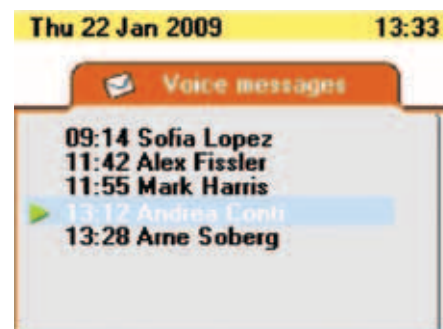 Thu 22 Jan 2009 13:33
Voice messages
09:14 Sofia Lopez
11:42 Alex Fissler
11:55 Mark Harris
13:12 Andrea Conti
13:28 Arne Soberg